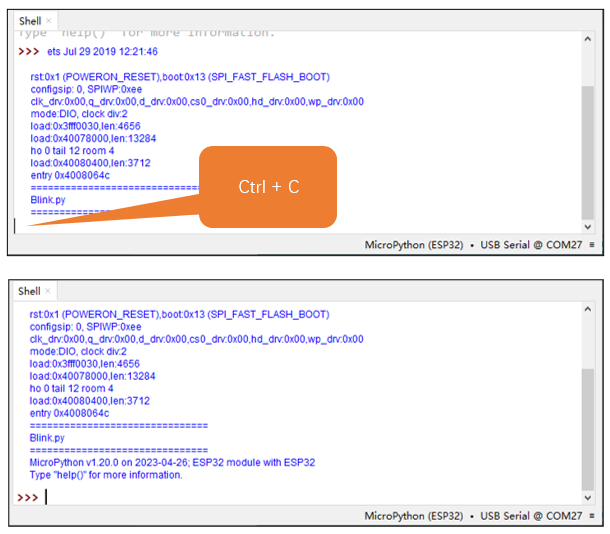 Shell ×
Type "help()" for more information.
>>> ets Jul 29 2019 12:21:46
rst:0x1 (POWERON_RESET),boot:0x13 (SPI_FAST_FLASH_BOOT)
configsip: 0, SPIWP:0xee
clk_drv:0x00,q_drv:0x00,d_drv:0x00,cs0_drv:0x00,hd_drv:0x00,wp_drv:0x00
mode:DIO, clock div:2
load:0x3fff0030,len:4656
load:0x40078000,len:13284
ho 0 tail 12 room 4
load:0x40080400,len:3712
entry 0x4008064c
==============================
Blink.py
===============
Ctrl + C
MicroPython (ESP32) • USB Serial @ COM27 ≡
Shell ×
rst:0x1 (POWERON_RESET),boot:0x13 (SPI_FAST_FLASH_BOOT)
configsip: 0, SPIWP:0xee
clk_drv:0x00,q_drv:0x00,d_drv:0x00,cs0_drv:0x00,hd_drv:0x00,wp_drv:0x00
mode:DIO, clock div:2
load:0x3fff0030,len:4656
load:0x40078000,len:13284
ho 0 tail 12 room 4
load:0x40080400,len:3712
entry 0x4008064c
===============================
Blink.py
===============================
MicroPython v1.20.0 on 2023-04-26; ESP32 module with ESP32
Type "help()" for more information.
>>>
MicroPython (ESP32) • USB Serial @ COM27 ≡